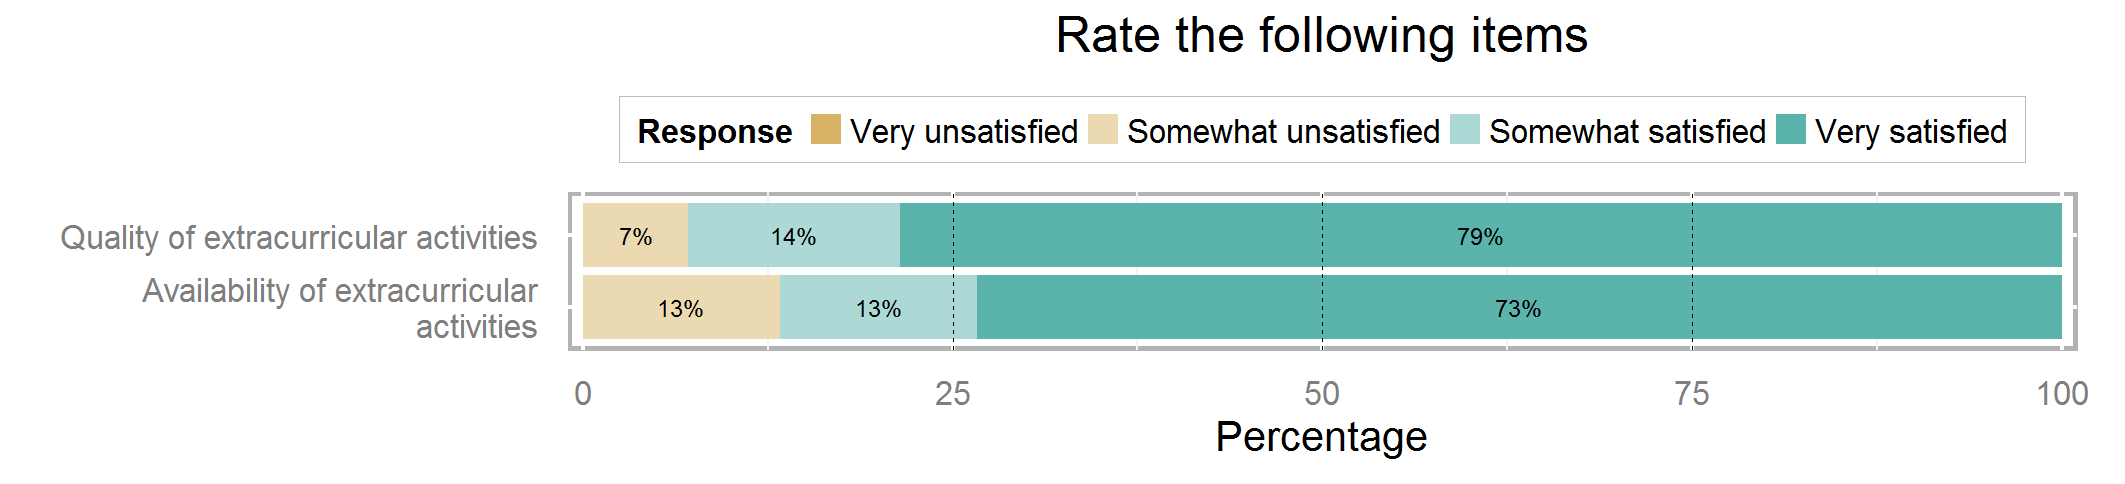 Rate the following items
Response Very unsatisfied Somewhat unsatisfied Somewhat satisfied Very satisfied
Quality of extracurricular activities 7% 14% 79%
Availability of extracurricular
activities
13% 13% 73%
0 25 50 75 100
Percentage